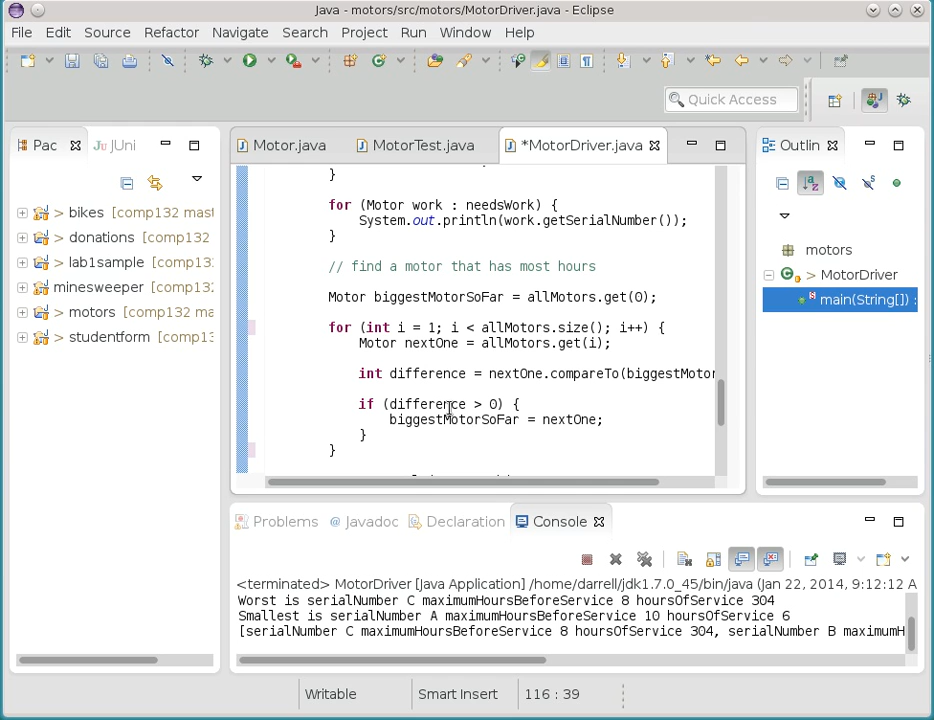 Java - motors/src/motors/MotorDriver.java - Eclipse
File Edit Source Refactor Navigate Search Project Run Window Help
Quick Access
Pac
Ju JUni
Motor.java
MotorTest.java
*MotorDriver.java
Outlin
> bikes [comp132 mast
> donations [comp132
> lab1sample [comp13
minesweeper [comp132
> motors [comp132 ma
> studentform [comp13
}
for (Motor work : needsWork) {
System.out.println(work.getSerialNumber());
}
// find a motor that has most hours
Motor biggestMotorSoFar = allMotors.get(0);
for (int i = 1; i < allMotors.size(); i++) {
Motor nextOne = allMotors.get(i);
int difference = nextOne.compareTo(biggestMotor
if (difference > 0) {
biggestMotorSoFar = nextOne;
}
}
motors
> MotorDriver
main(String[]) :
Problems
@ Javadoc
Declaration
Console
<terminated> MotorDriver [Java Application] /home/darrell/jdk1.7.0_45/bin/java (Jan 22, 2014, 9:12:12 A
Worst is serialNumber C maximumHoursBeforeService 8 hoursOfService 304
Smallest is serialNumber A maximumHoursBeforeService 10 hoursOfService 6
[serialNumber C maximumHoursBeforeService 8 hoursOfService 304, serialNumber B maximumH
Writable
Smart Insert
116 : 39